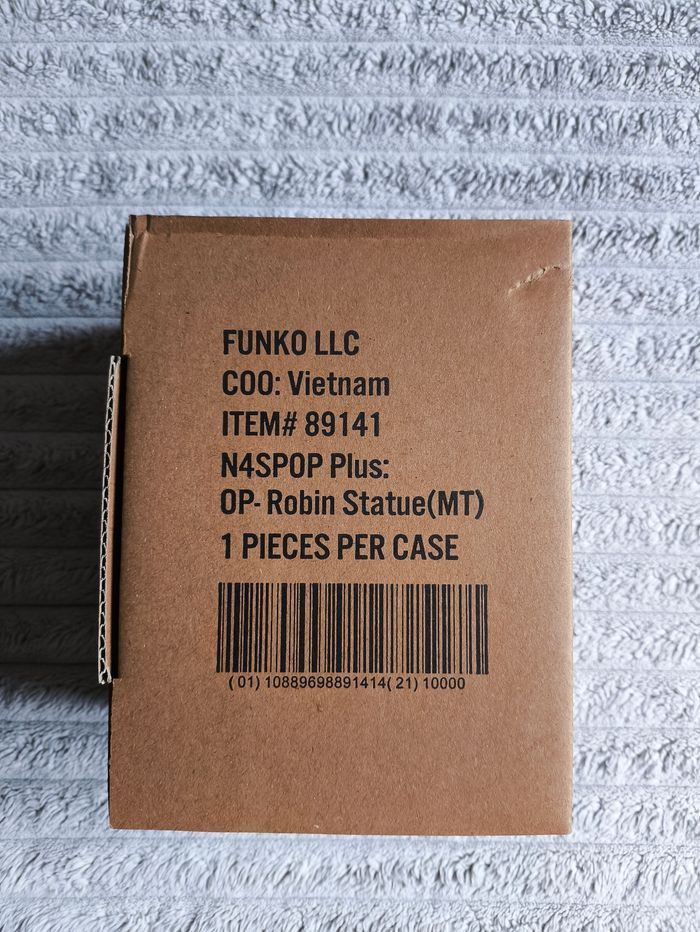 FUNKO LLC
COO: Vietnam
ITEM# 89141
N4SPOP Plus:
OP- Robin Statue(MT)
1 PIECES PER CASE
( 01) 10889698891414( 21) 10000